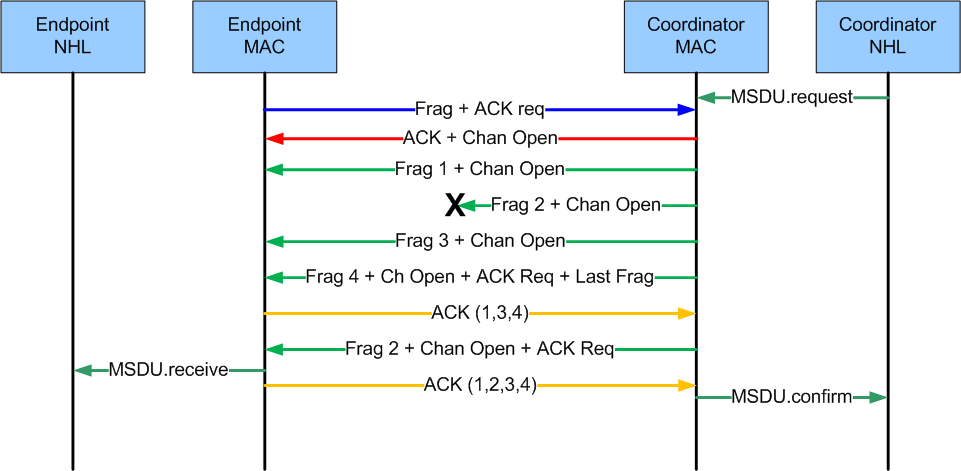 Endpoint
NHL
Endpoint
MAC
Coordinator
MAC
Coordinator
NHL
MSDU.request
Frag + ACK req
ACK + Chan Open
Frag 1 + Chan Open
X
Frag 2 + Chan Open
Frag 3 + Chan Open
Frag 4 + Ch Open + ACK Req + Last Frag
ACK (1,3,4)
Frag 2 + Chan Open + ACK Req
MSDU.receive
ACK (1,2,3,4)
MSDU.confirm